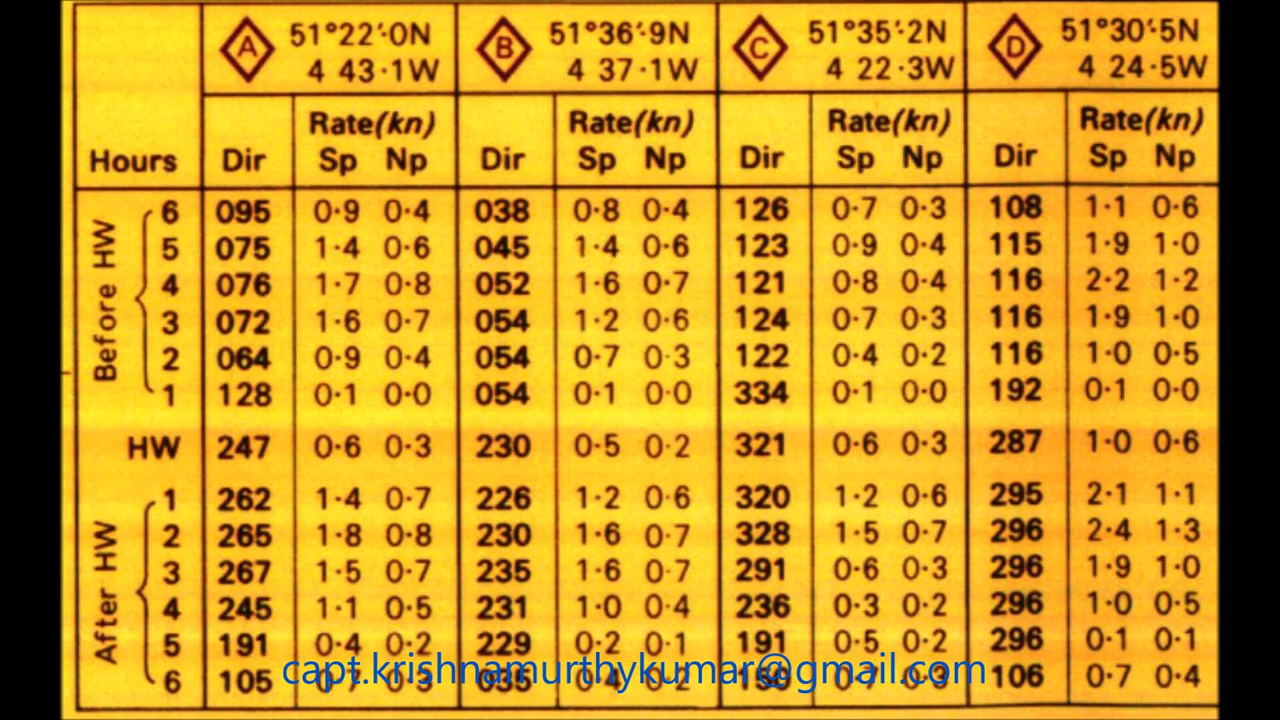 A 51°22'·0N B 51°36'·9N C 51°35'·2N D 51°30'·5N
4 43·1W 4 37·1W 4 22·3W 4 24·5W
Rate(kn) Rate(kn) Rate(kn) Rate(kn)
Hours Dir Sp Np Dir Sp Np Dir Sp Np Dir Sp Np
Before HW
6 095 0·9 0·4 038 0·8 0·4 126 0·7 0·3 108 1·1 0·6
5 075 1·4 0·6 045 1·4 0·6 123 0·9 0·4 115 1·9 1·0
4 076 1·7 0·8 052 1·6 0·7 121 0·8 0·4 116 2·2 1·2
3 072 1·6 0·7 054 1·2 0·6 124 0·7 0·3 116 1·9 1·0
2 064 0·9 0·4 054 0·7 0·3 122 0·4 0·2 116 1·0 0·5
1 128 0·1 0·0 054 0·1 0·0 334 0·1 0·0 192 0·1 0·0
HW 247 0·6 0·3 230 0·5 0·2 321 0·6 0·3 287 1·0 0·6
After HW
1 262 1·4 0·7 226 1·2 0·6 320 1·2 0·6 295 2·1 1·1
2 265 1·8 0·8 230 1·6 0·7 328 1·5 0·7 296 2·4 1·3
3 267 1·5 0·7 235 1·6 0·7 291 0·6 0·3 296 1·9 1·0
4 245 1·1 0·5 231 1·0 0·4 236 0·3 0·2 296 1·0 0·5
5 191 0·4 0·2 229 0·2 0·1 191 0·5 0·2 296 0·1 0·1
6 105 035 106 0·7 0·4
capt.krishnamurthykumar@gmail.com